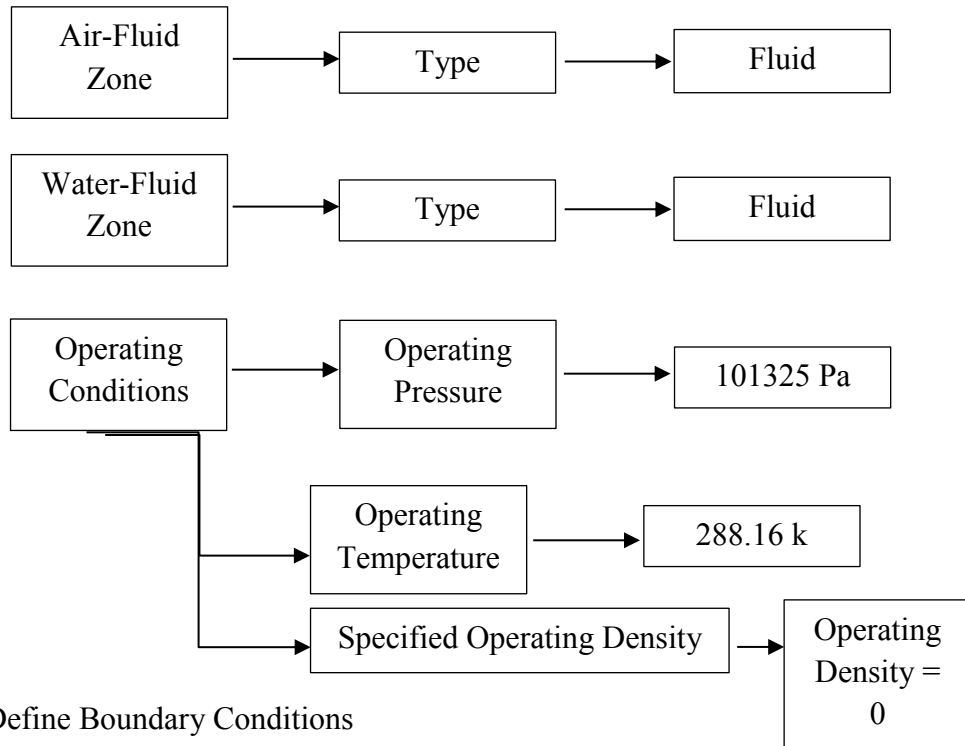 Air-Fluid
Zone
Type
Fluid
Water-Fluid
Zone
Type
Fluid
Operating
Conditions
Operating
Pressure
101325 Pa
Operating
Temperature
288.16 k
Specified Operating Density
Operating
Density =
0
Define Boundary Conditions